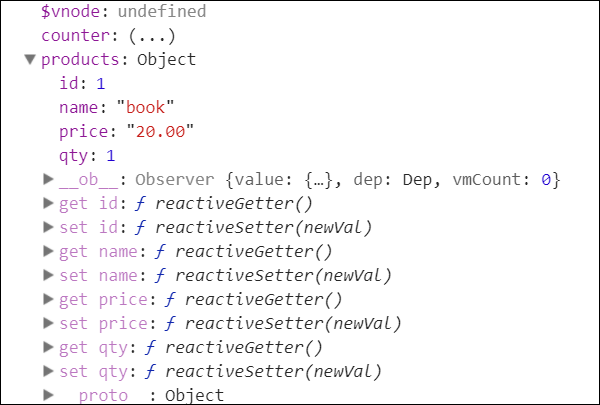 $vnode: undefined
counter: (...)
▼products: Object
id: 1
name: "book"
price: "20.00"
qty: 1
▶__ob__: Observer {value: {…}, dep: Dep, vmCount: 0}
▶get id: ƒ reactiveGetter()
▶set id: ƒ reactiveSetter(newVal)
▶get name: ƒ reactiveGetter()
▶set name: ƒ reactiveSetter(newVal)
▶get price: ƒ reactiveGetter()
▶set price: ƒ reactiveSetter(newVal)
▶get qty: ƒ reactiveGetter()
▶set qty: ƒ reactiveSetter(newVal)
▶__proto__: Object